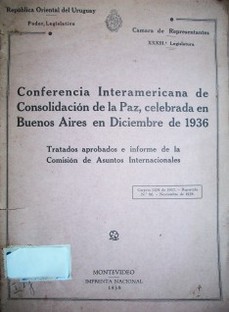 República Oriental del Uruguay
Poder Legislativo
Cámara de Representantes
XXXII.ª Legislatura
Conferencia Interamericana de
Consolidación de la Paz, celebrada en
Buenos Aires en Diciembre de 1936
Tratados aprobados e informe de la
Comisión de Asuntos Internacionales
MONTEVIDEO
IMPRENTA NACIONAL
1938